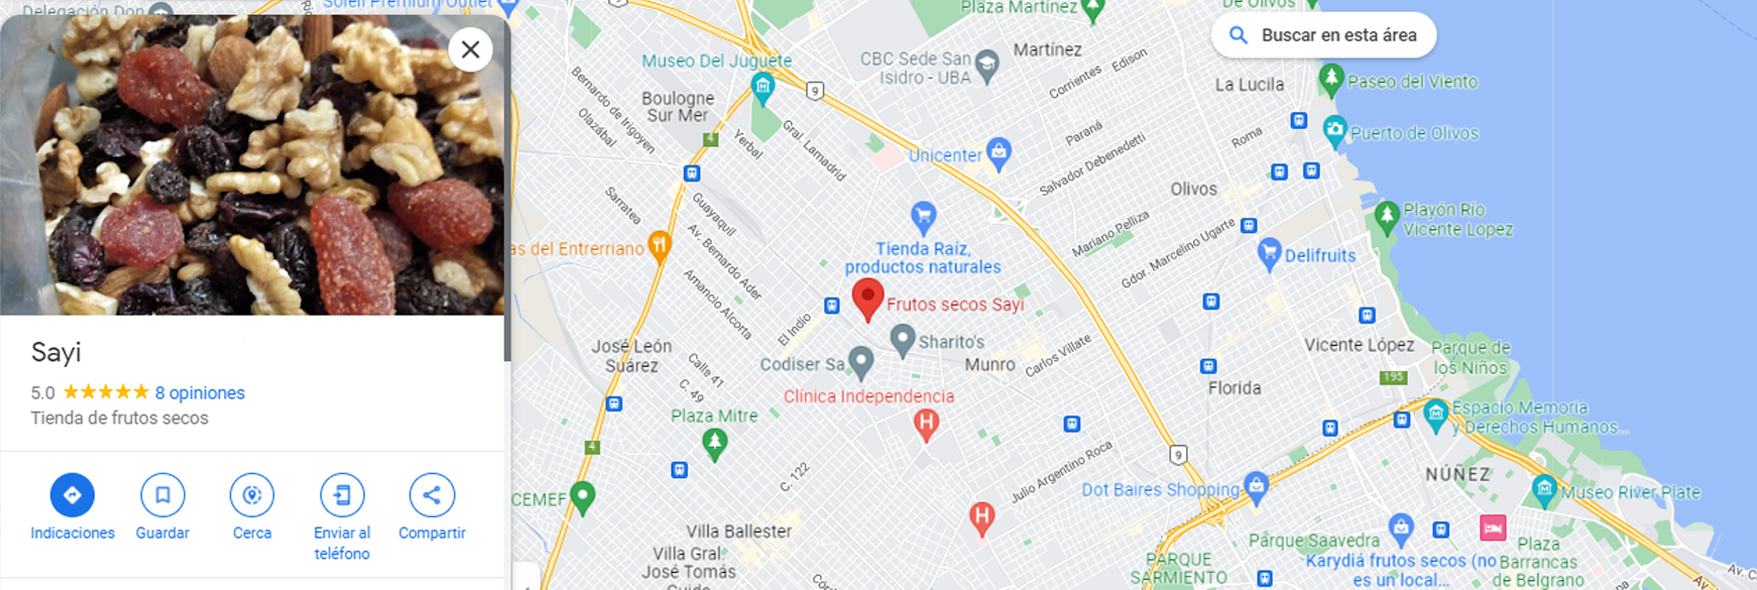 Sayi
5.0
8 opiniones
Tienda de frutos secos
Indicaciones
Guardar
Cerca
Enviar al
teléfono
Compartir
Delegación Don
Soleil Premium Outlet
Plaza Martínez
De Olivos
Buscar en esta área
Martínez
Museo Del Juguete
CBC Sede San
Isidro - UBA
Edison
Corrientes
La Lucila
Paseo del Viento
Bernardo de Irigoyen
Boulogne
Sur Mer
9
Olazábal
4
Yerbal
Gral. Lamadrid
Paraná
Roma
Puerto de Olivos
Unicenter
Salvador Debenedetti
Olivos
Sarratea
Guayaquil
Av. Bernardo Ader
Mariano Pelliza
Gdor. Marcelino Ugarte
Playón Río
Vicente Lopez
as del Entrerriano
Tienda Raíz,
productos naturales
Delifruits
Amancio Alcorta
Frutos secos Sayi
El Indio
Sharito's
José León
Suárez
Codiser Sa
Munro
Carlos Villate
Vicente López
Parque de
los Niños
Calle 41
C. 49
Clínica Independencia
Florida
195
Plaza Mitre
H
Espacio Memoria
y Derechos Humanos...
4
Julio Argentino Roca
9
C. 122
NÚÑEZ
CEMEF
Dot Baires Shopping
Museo River Plate
H
Villa Ballester
Villa Gral.
José Tomás
Guido
PARQUE
SARMIENTO
Parque Saavedra
Karydiá frutos secos (no
es un local...
Plaza
Barrancas
de Belgrano